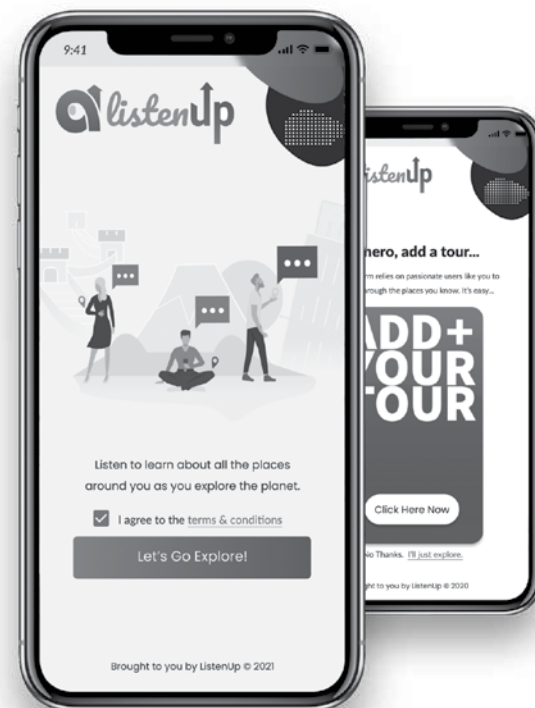 9:41
listenUp
Listen to learn about all the places
around you as you explore the planet.
I agree to the terms & conditions
Let's Go Explore!
Brought to you by ListenUp © 2021
listenUp
hero, add a tour...
relies on passionate users like you to
the places you know. It's easy...
ADD+
YOUR
TOUR
Click Here Now
No Thanks. I'll just explore.
to you by ListenUp © 2020